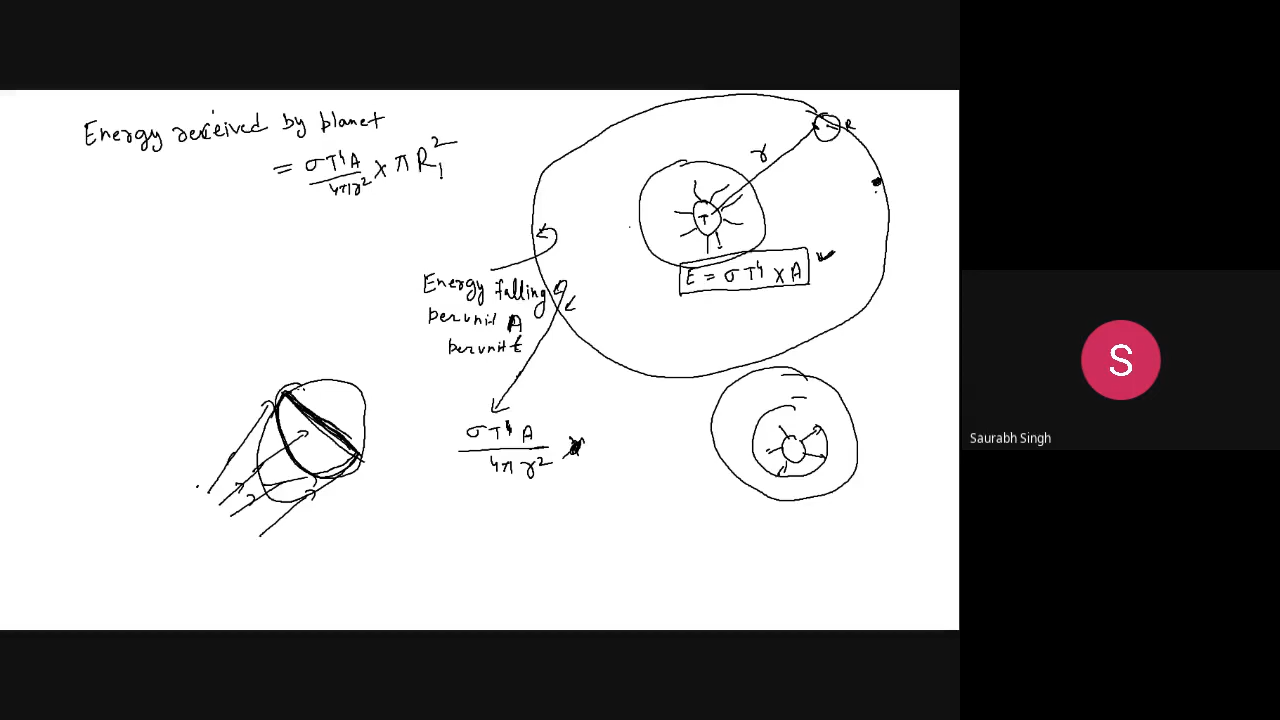 Energy received by planet
= σT⁴A/4πr² × πR₁²
R
r
T
E = σT⁴ × A
Energy falling
per unit A
per unit t
σT⁴A/4πr²
S
Saurabh Singh